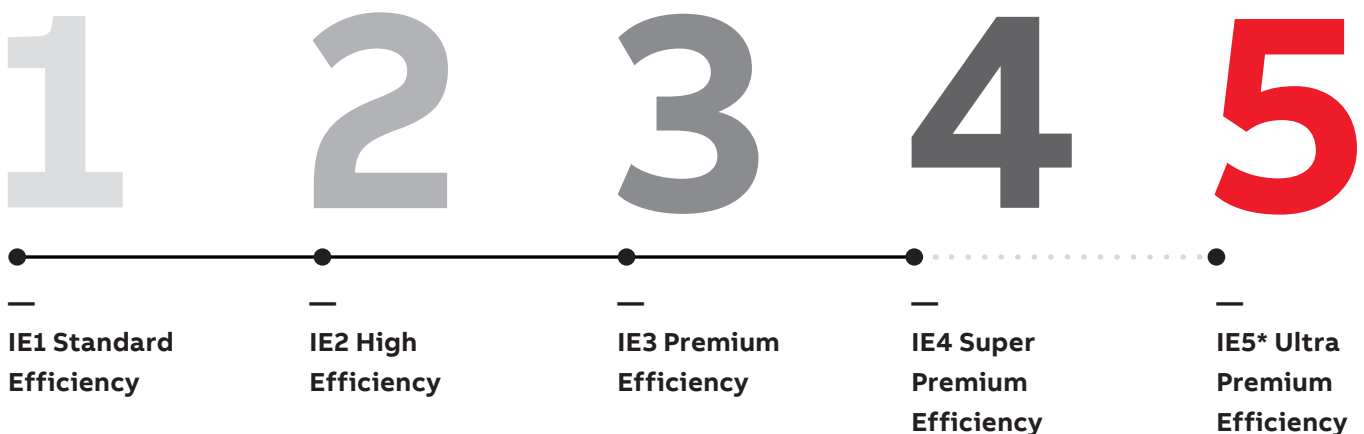 1
2
3
4
5
IE1 Standard
Efficiency
IE2 High
Efficiency
IE3 Premium
Efficiency
IE4 Super
Premium
Efficiency
IE5* Ultra
Premium
Efficiency